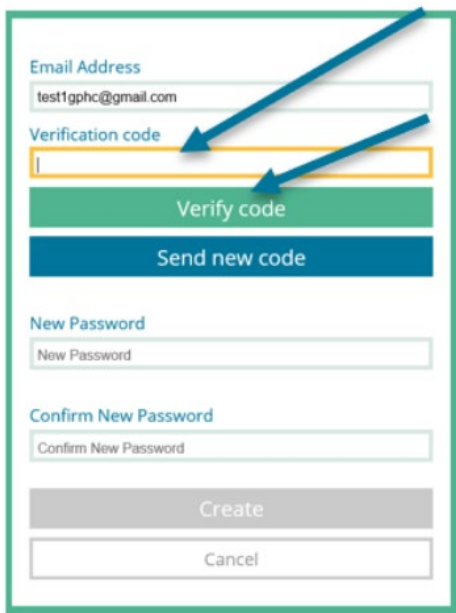 Email Address
test1gphc@gmail.com
Verification code
Verify code
Send new code
New Password
New Password
Confirm New Password
Confirm New Password
Create
Cancel